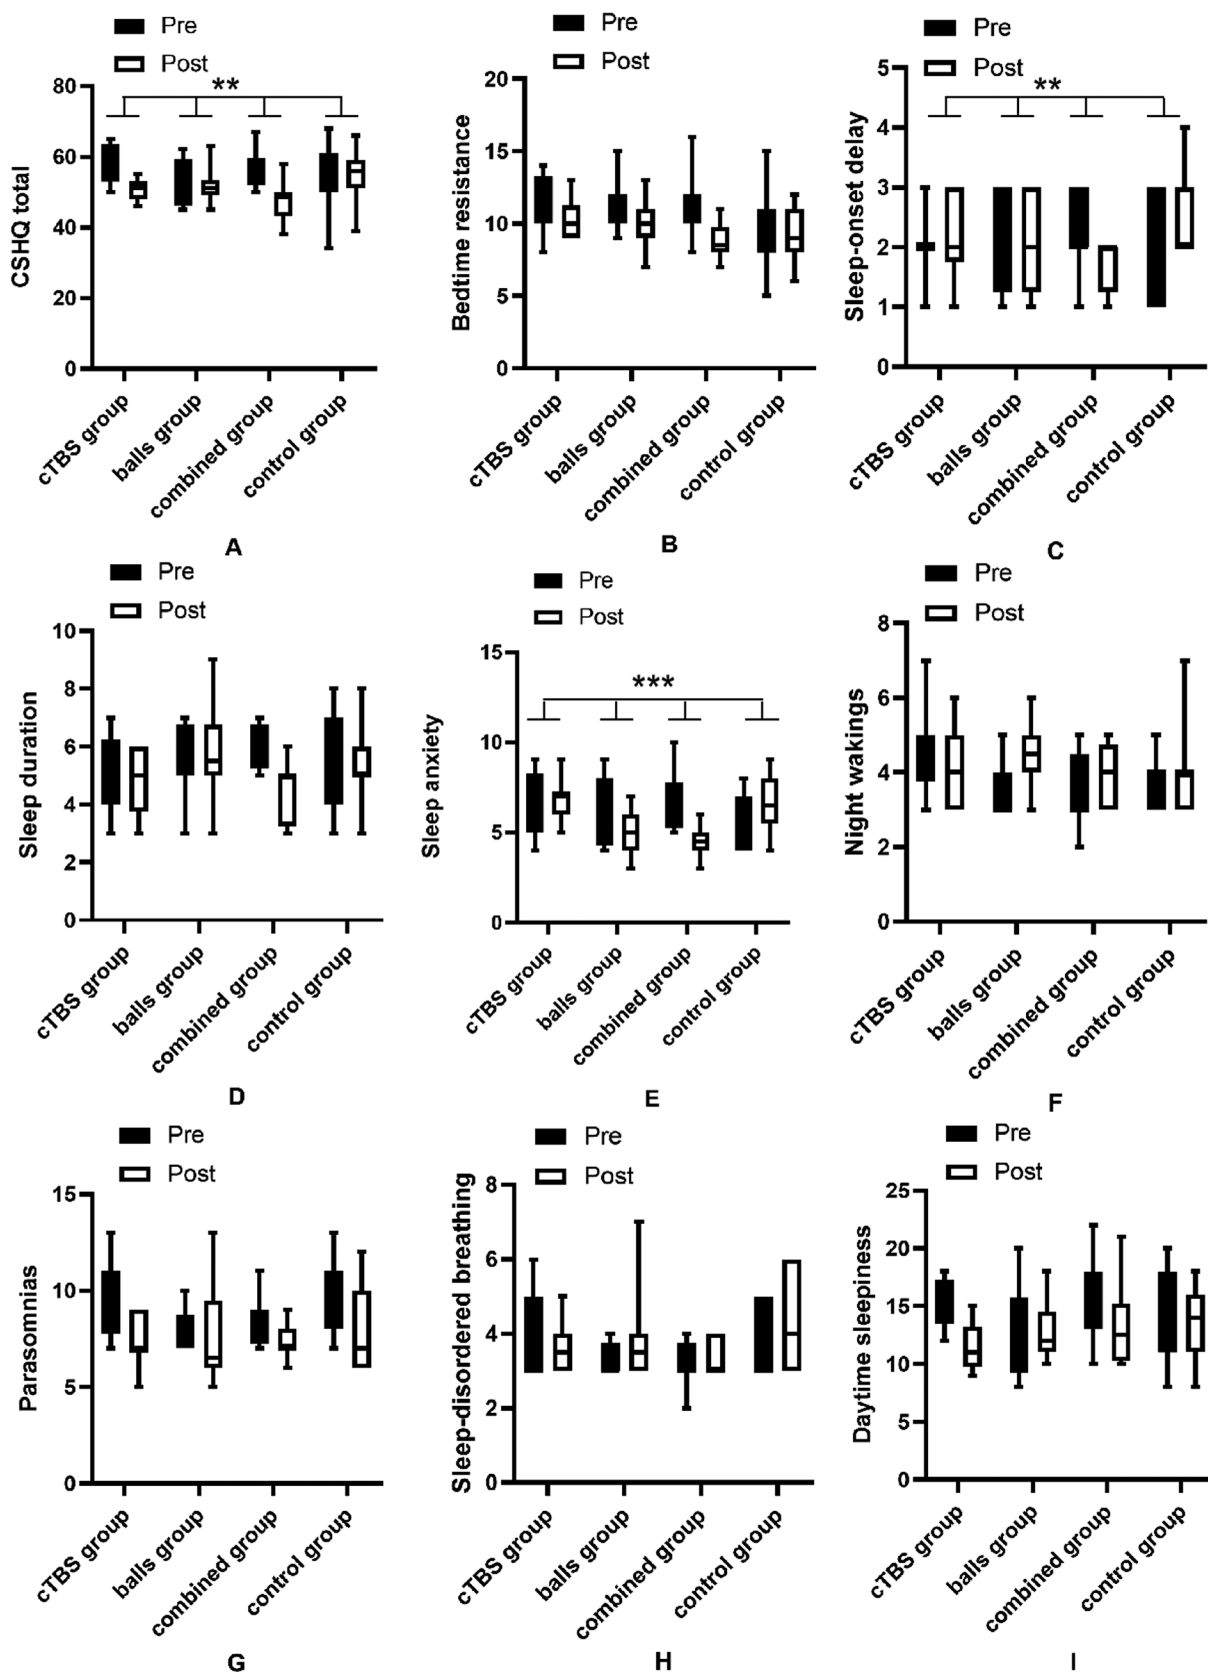 Pre
Post
CSHQ total
80
60
40
20
0
**
cTBS group
balls group
combined group
control group
A
Pre
Post
Bedtime resistance
20
15
10
5
0
cTBS group
balls group
combined group
control group
B
Pre
Post
Sleep-onset delay
5
4
3
2
1
0
**
cTBS group
balls group
combined group
control group
C
Pre
Post
Sleep duration
10
8
6
4
2
0
cTBS group
balls group
combined group
control group
D
Pre
Post
Sleep anxiety
15
10
5
0
***
cTBS group
balls group
combined group
control group
E
Pre
Post
Night wakings
8
6
4
2
0
cTBS group
balls group
combined group
control group
F
Pre
Post
Parasomnias
15
10
5
0
cTBS group
balls group
combined group
control group
G
Pre
Post
Sleep-disordered breathing
8
6
4
2
0
cTBS group
balls group
combined group
control group
H
Pre
Post
Daytime sleepiness
25
20
15
10
5
0
cTBS group
balls group
combined group
control group
I